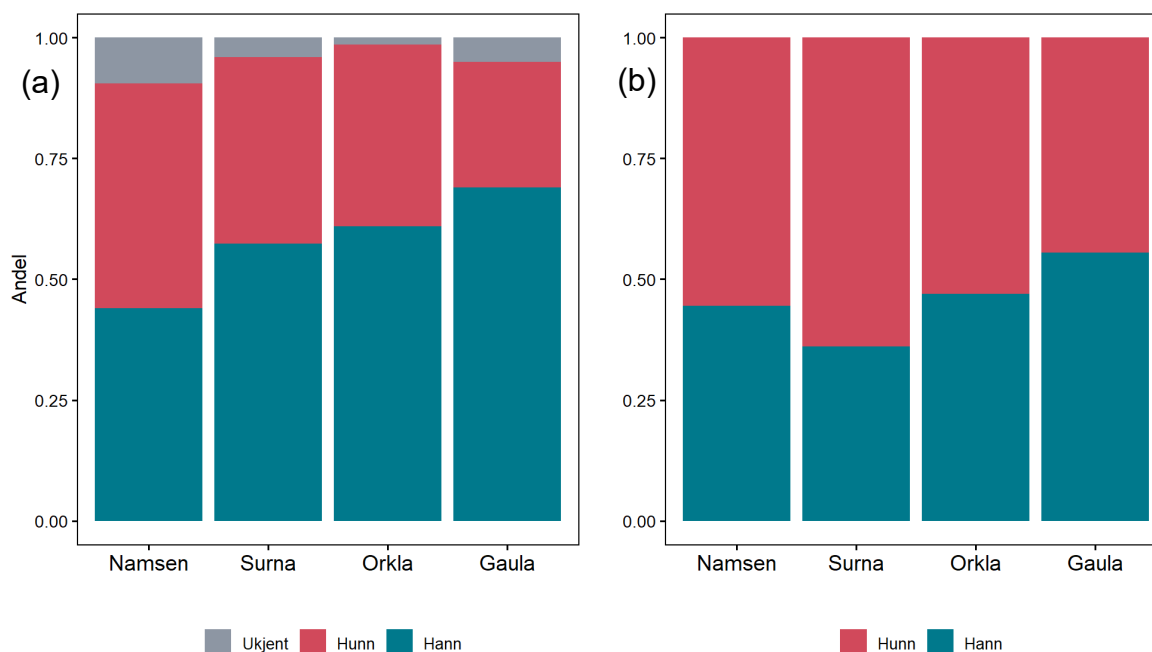 (a)
Andel
1.00
0.75
0.50
0.25
0.00
Namsen Surna Orkla Gaula
Ukjent Hunn Hann
(b)
1.00
0.75
0.50
0.25
0.00
Namsen Surna Orkla Gaula
Hunn Hann